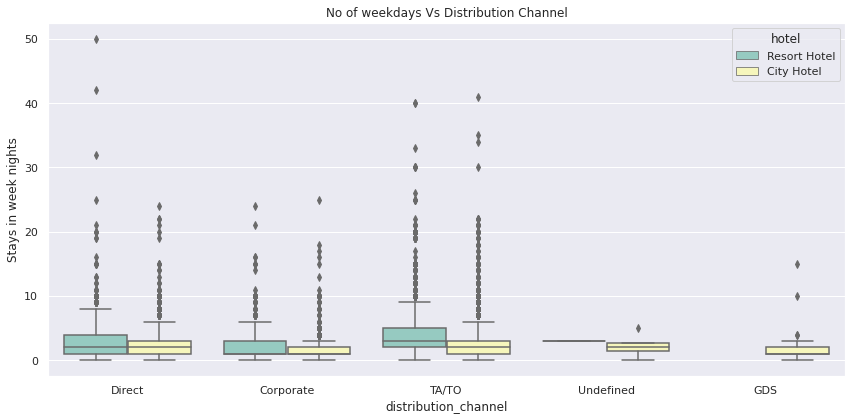 No of weekdays Vs Distribution Channel
hotel
Resort Hotel
City Hotel
Stays in week nights
50
40
30
20
10
0
Direct
Corporate
TA/TO
Undefined
GDS
distribution_channel